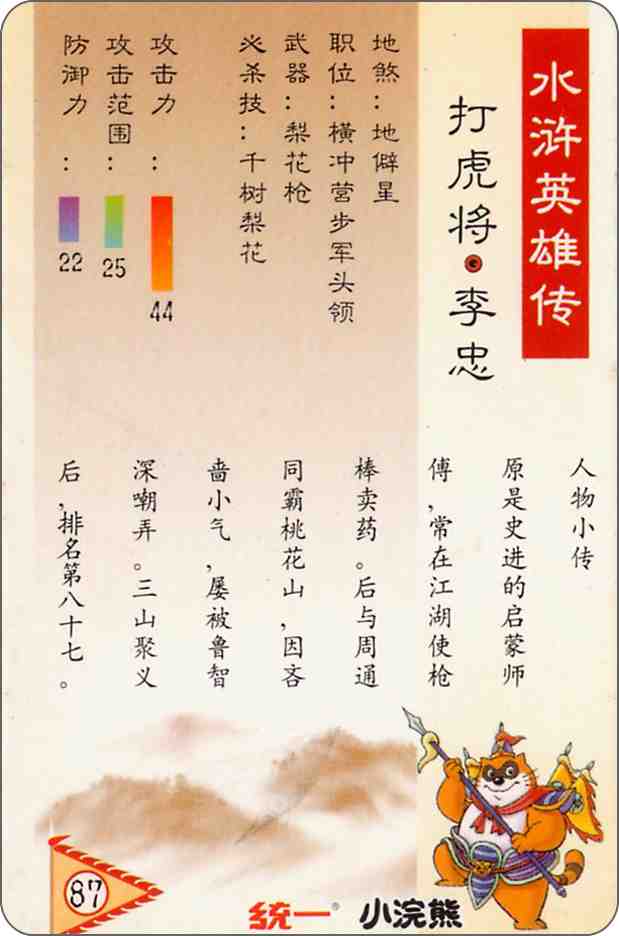 水浒英雄传
打虎将·李忠
地煞：地僻星
职位：横冲营步军头领
武器：梨花枪
必杀技：千树梨花
攻击力：44
攻击范围：25
防御力：22
人物小传
原是史进的启蒙师
傅,常在江湖使枪
棒卖药。后与周通
同霸桃花山,因吝
啬小气,屡被鲁智
深嘲弄。三山聚义
后,排名第八十七。
87
统一® 小浣熊